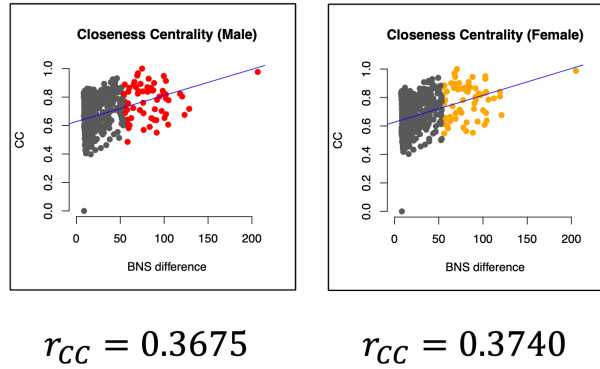 Closeness Centrality (Male)
CC
1.0
0.8
0.6
0.4
0.2
0.0
0 50 100 150 200
BNS difference
r_CC = 0.3675
Closeness Centrality (Female)
CC
1.0
0.8
0.6
0.4
0.2
0.0
0 50 100 150 200
BNS difference
r_CC = 0.3740